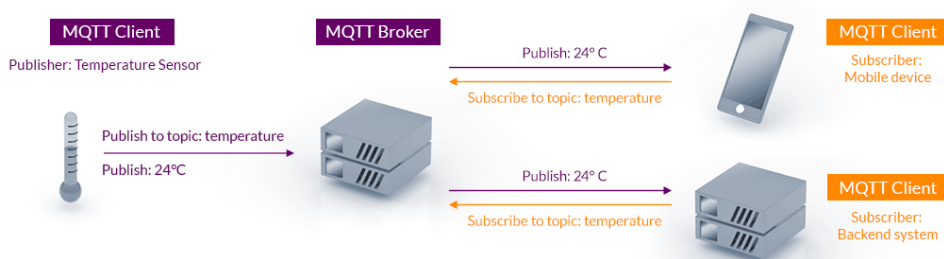 MQTT Client
Publisher: Temperature Sensor
Publish to topic: temperature
Publish: 24°C
MQTT Broker
Publish: 24° C
Subscribe to topic: temperature
MQTT Client
Subscriber:
Mobile device
Publish: 24° C
Subscribe to topic: temperature
MQTT Client
Subscriber:
Backend system